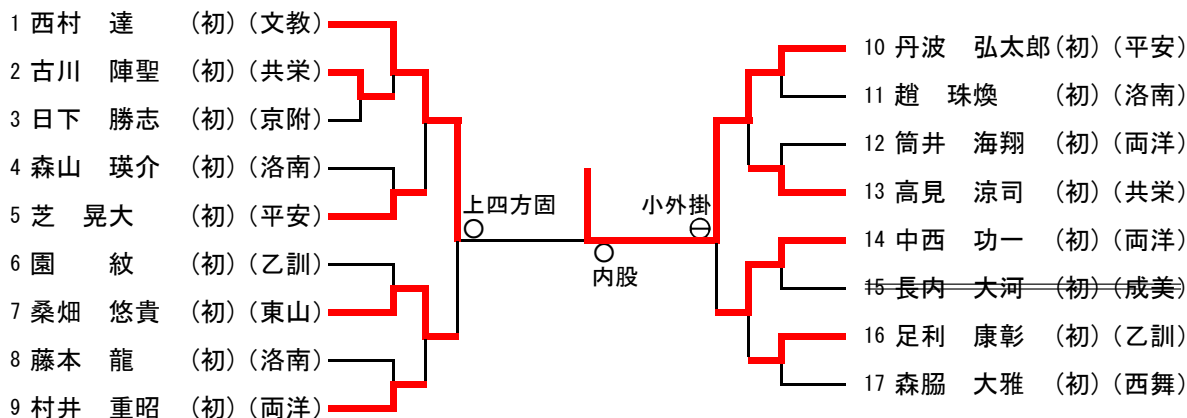 1 西村　達　(初)(文教)
2 古川　陣聖　(初)(共栄)
3 日下　勝志　(初)(京附)
4 森山　瑛介　(初)(洛南)
5 芝　晃大　(初)(平安)
6 園　　紋　(初)(乙訓)
7 桑畑　悠貴　(初)(東山)
8 藤本　龍　(初)(洛南)
9 村井　重昭　(初)(両洋)
上四方固
○
小外掛
⊖
○
内股
10 丹波　弘太郎(初)(平安)
11 趙　珠煥　(初)(洛南)
12 筒井　海翔　(初)(両洋)
13 高見　涼司　(初)(共栄)
14 中西　功一　(初)(両洋)
15 長内　大河　(初)(成美)
16 足利　康彰　(初)(乙訓)
17 森脇　大雅　(初)(西舞)